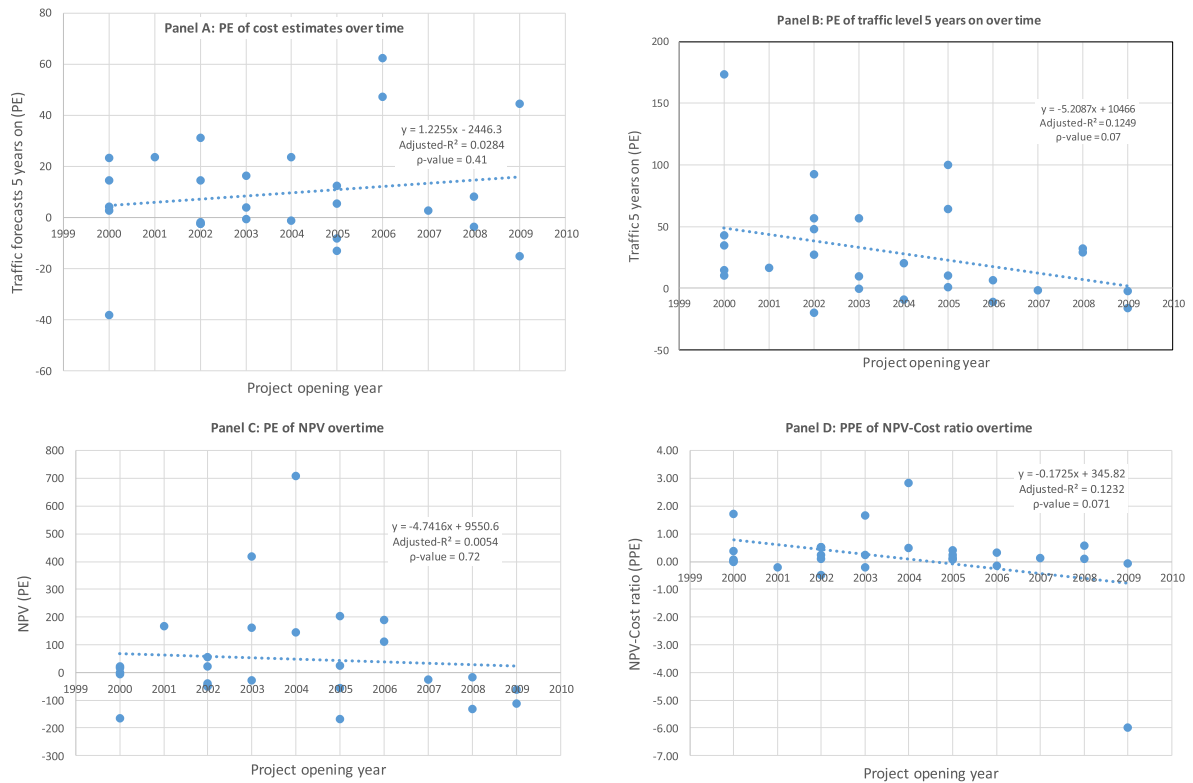 Panel A: PE of cost estimates over time
80
60
40
20
0
-20
-40
-60
1999 2000 2001 2002 2003 2004 2005 2006 2007 2008 2009 2010
y = 1.2255x - 2446.3
Adjusted-R² = 0.0284
ρ-value = 0.41
Traffic forecasts 5 years on (PE)
Project opening year
Panel B: PE of traffic level 5 years on over time
200
150
100
50
0
-50
1999 2000 2001 2002 2003 2004 2005 2006 2007 2008 2009 2010
y = -5.2087x + 10466
Adjusted-R² = 0.1249
ρ-value = 0.07
Traffic 5 years on (PE)
Project opening year
Panel C: PE of NPV overtime
800
700
600
500
400
300
200
100
0
-100
-200
-300
1999 2000 2001 2002 2003 2004 2005 2006 2007 2008 2009 2010
y = -4.7416x + 9550.6
Adjusted-R² = 0.0054
ρ-value = 0.72
NPV (PE)
Project opening year
Panel D: PPE of NPV-Cost ratio overtime
4.00
3.00
2.00
1.00
0.00
-1.00
-2.00
-3.00
-4.00
-5.00
-6.00
-7.00
1999 2000 2001 2002 2003 2004 2005 2006 2007 2008 2009 2010
y = -0.1725x + 345.82
Adjusted-R² = 0.1232
ρ-value = 0.071
NPV-Cost ratio (PPE)
Project opening year